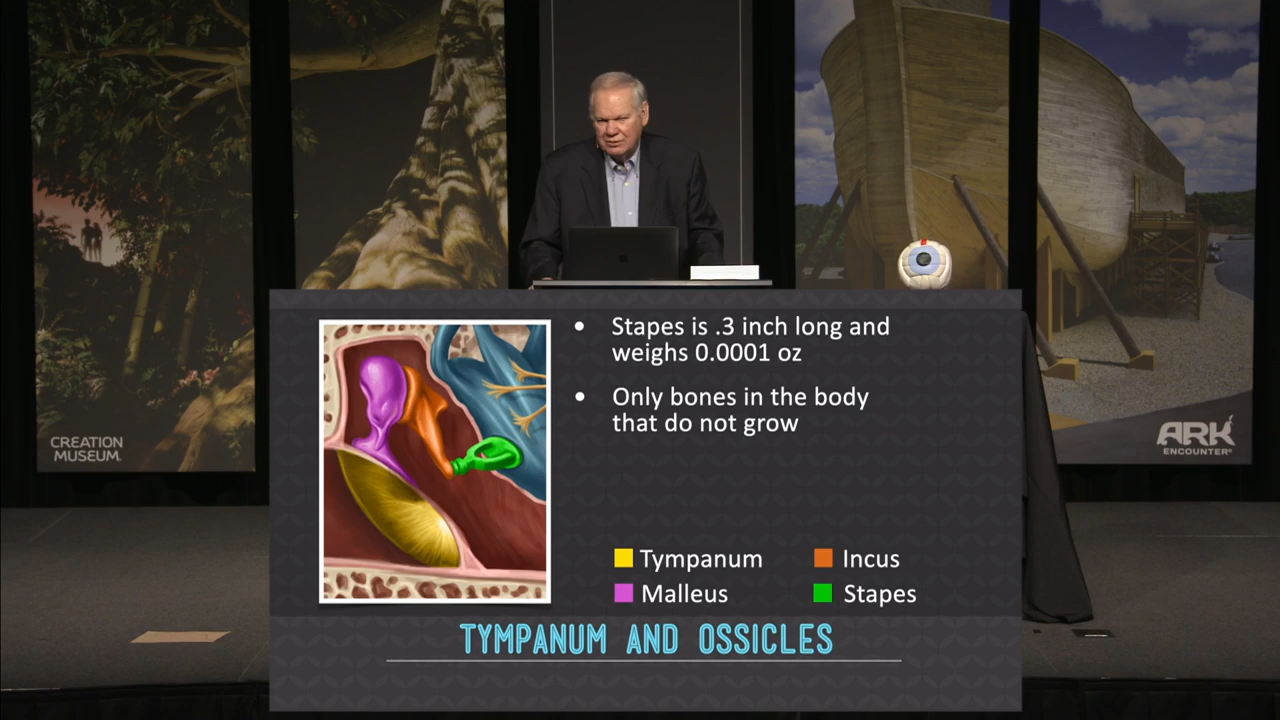 CREATION
MUSEUM
ARK
ENCOUNTER
• Stapes is .3 inch long and
weighs 0.0001 oz
• Only bones in the body
that do not grow
Tympanum
Incus
Malleus
Stapes
TYMPANUM AND OSSICLES